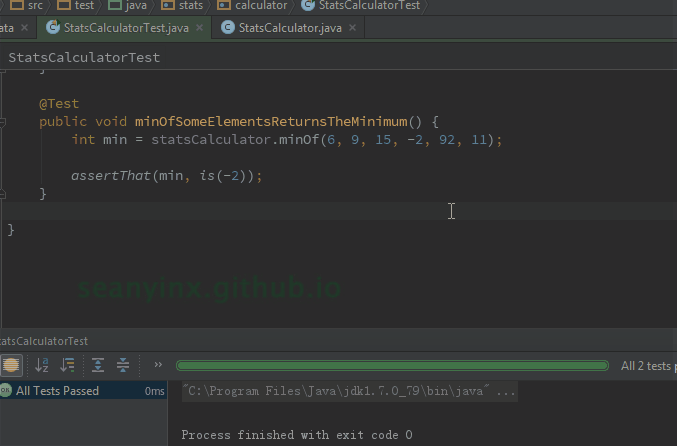 src test java stats calculator StatsCalculatorTest
ata StatsCalculatorTest.java StatsCalculator.java
StatsCalculatorTest
}
@Test
public void minOfSomeElementsReturnsTheMinimum() {
int min = statsCalculator.minOf(6, 9, 15, -2, 92, 11);
assertThat(min, is(-2));
}
}
seanyinx.github.io
tatsCalculatorTest
» All 2 tests p
OK All Tests Passed 0ms
"C:\Program Files\Java\jdk1.7.0_79\bin\java" ...
Process finished with exit code 0